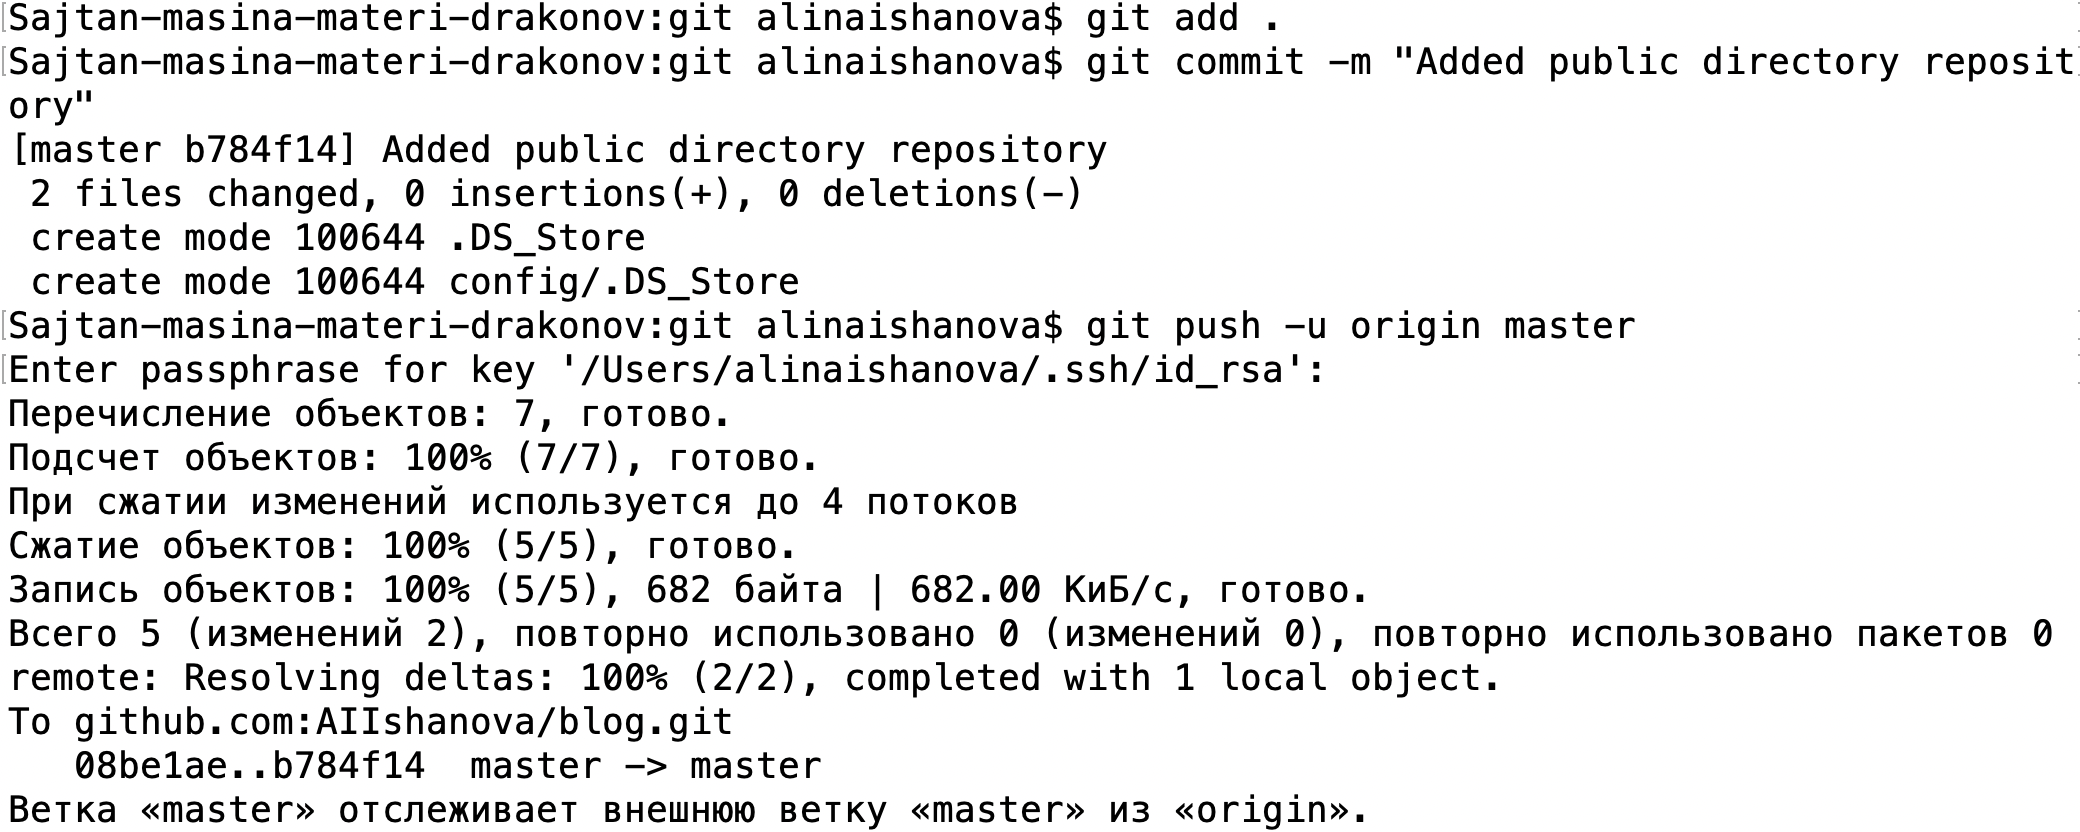 Sajtan-masina-materi-drakonov:git alinaishanova$ git add .
Sajtan-masina-materi-drakonov:git alinaishanova$ git commit -m "Added public directory reposit
ory"
[master b784f14] Added public directory repository
 2 files changed, 0 insertions(+), 0 deletions(-)
 create mode 100644 .DS_Store
 create mode 100644 config/.DS_Store
Sajtan-masina-materi-drakonov:git alinaishanova$ git push -u origin master
Enter passphrase for key '/Users/alinaishanova/.ssh/id_rsa':
Перечисление объектов: 7, готово.
Подсчет объектов: 100% (7/7), готово.
При сжатии изменений используется до 4 потоков
Сжатие объектов: 100% (5/5), готово.
Запись объектов: 100% (5/5), 682 байта | 682.00 КиБ/с, готово.
Всего 5 (изменений 2), повторно использовано 0 (изменений 0), повторно использовано пакетов 0
remote: Resolving deltas: 100% (2/2), completed with 1 local object.
To github.com:AIIshanova/blog.git
   08be1ae..b784f14  master -> master
Ветка «master» отслеживает внешнюю ветку «master» из «origin».